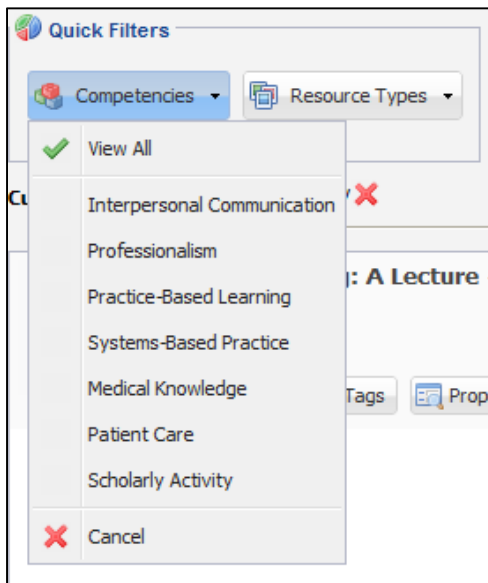 Quick Filters
Competencies Resource Types
View All
Cu
Interpersonal Communication
Professionalism
: A Lecture
Practice-Based Learning
Systems-Based Practice
Medical Knowledge
Tags Prop
Patient Care
Scholarly Activity
Cancel